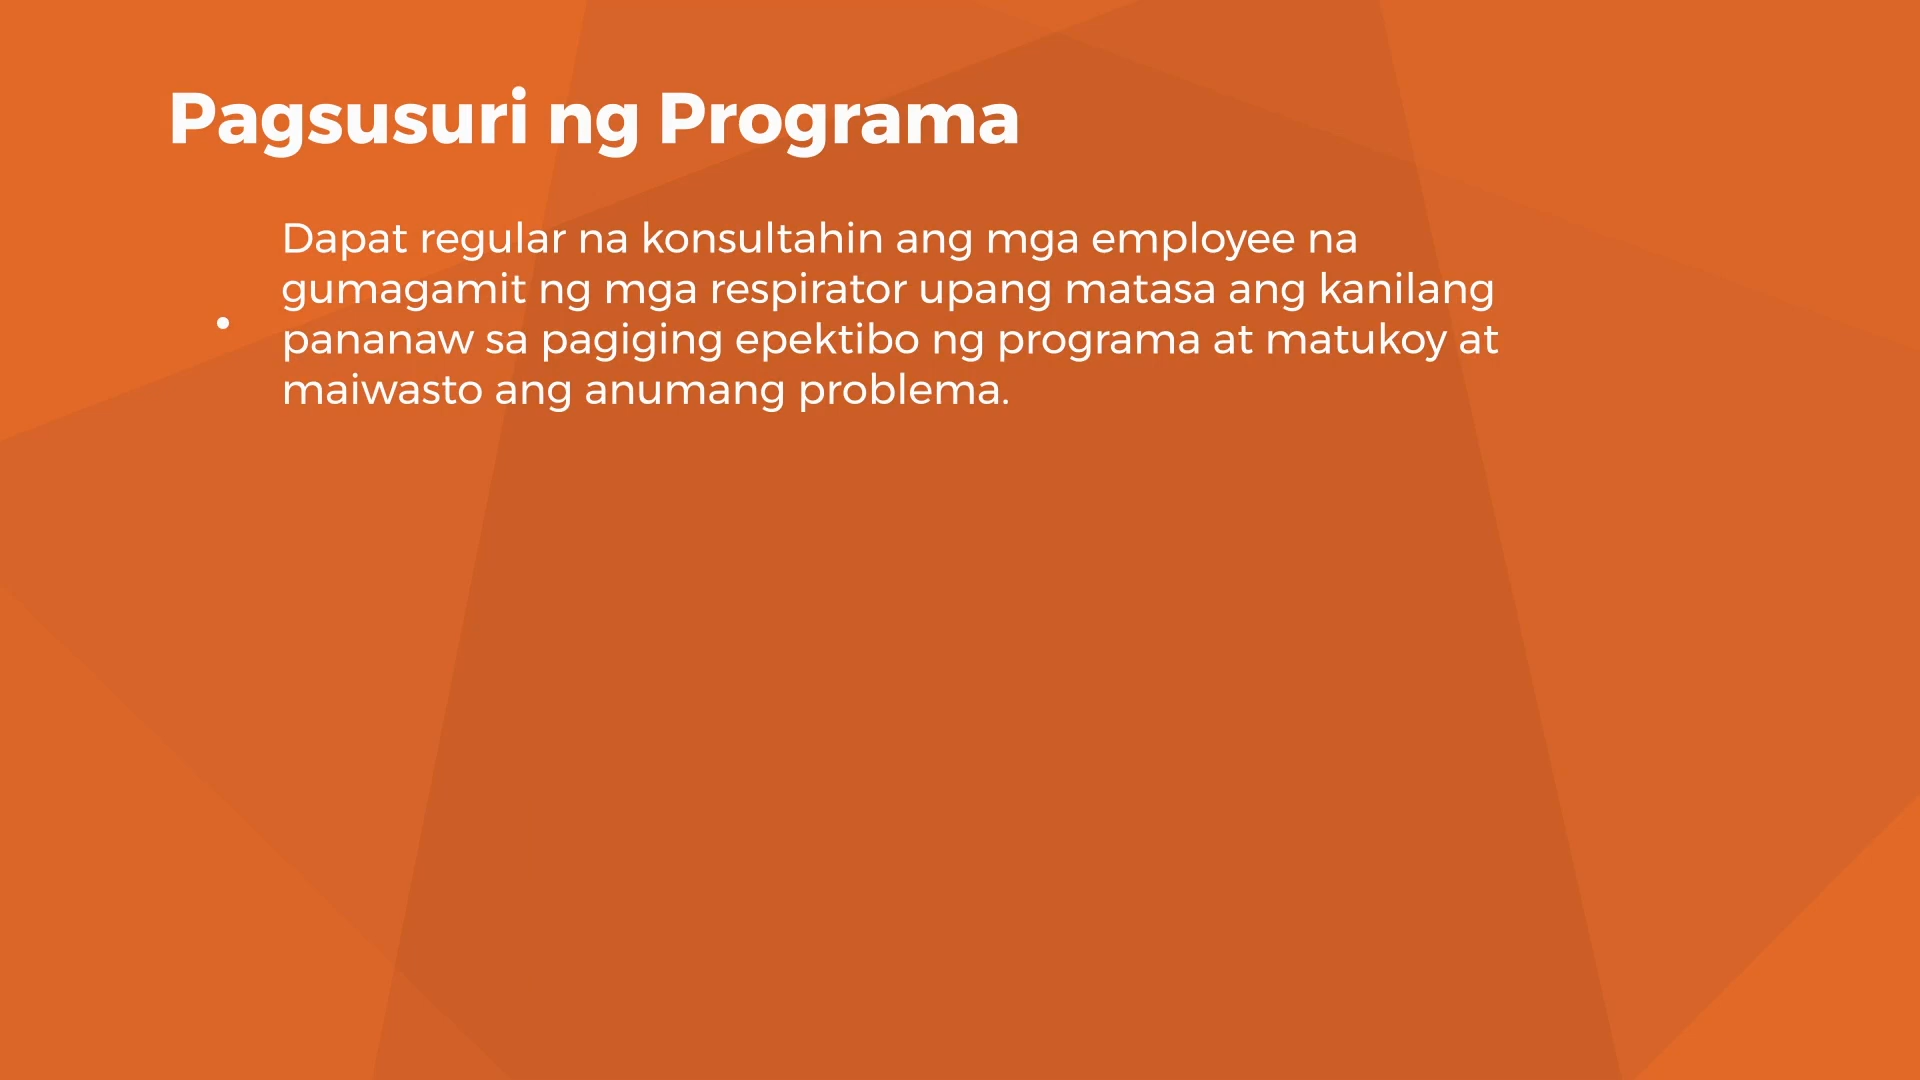 Pagsusuri ng Programa
• Dapat regular na konsultahin ang mga employee na
gumagamit ng mga respirator upang matasa ang kanilang
pananaw sa pagiging epektibo ng programa at matukoy at
maiwasto ang anumang problema.